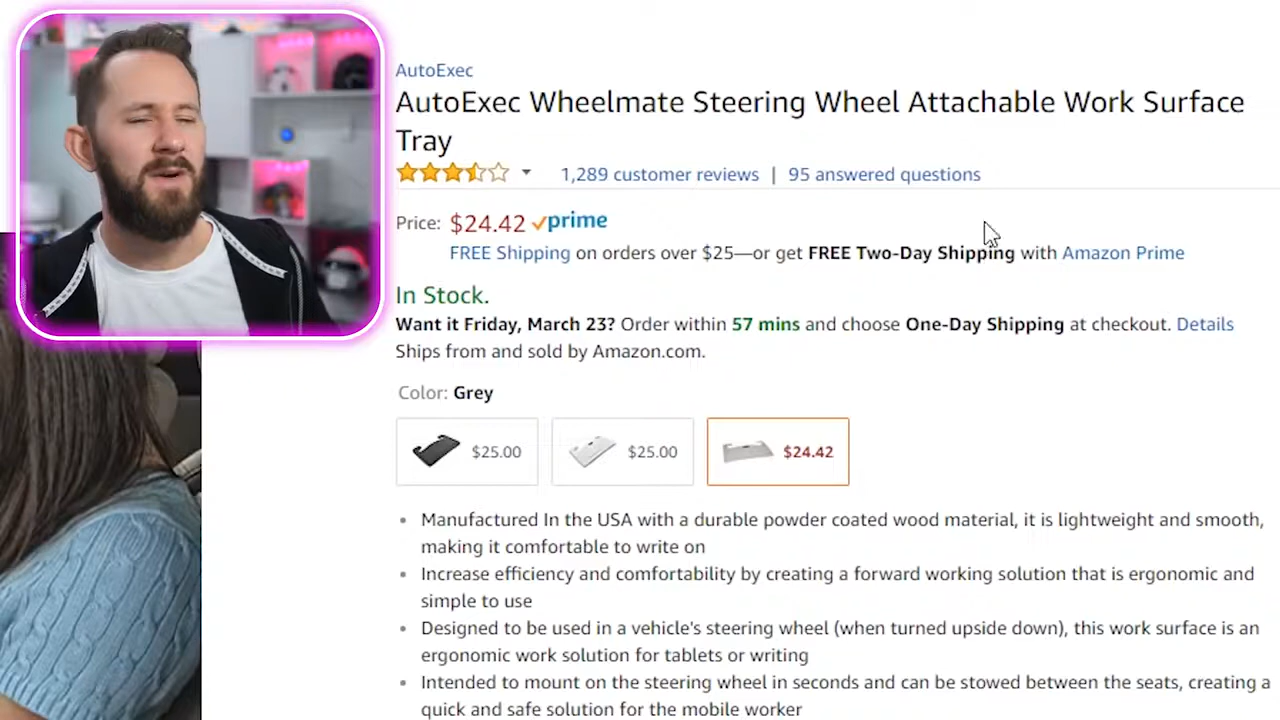 AutoExec
AutoExec Wheelmate Steering Wheel Attachable Work Surface
Tray
1,289 customer reviews | 95 answered questions
Price: $24.42 prime
FREE Shipping on orders over $25—or get FREE Two-Day Shipping with Amazon Prime
In Stock.
Want it Friday, March 23? Order within 57 mins and choose One-Day Shipping at checkout. Details
Ships from and sold by Amazon.com.
Color: Grey
$25.00 $25.00 $24.42
• Manufactured In the USA with a durable powder coated wood material, it is lightweight and smooth,
making it comfortable to write on
• Increase efficiency and comfortability by creating a forward working solution that is ergonomic and
simple to use
• Designed to be used in a vehicle's steering wheel (when turned upside down), this work surface is an
ergonomic work solution for tablets or writing
• Intended to mount on the steering wheel in seconds and can be stowed between the seats, creating a
quick and safe solution for the mobile worker